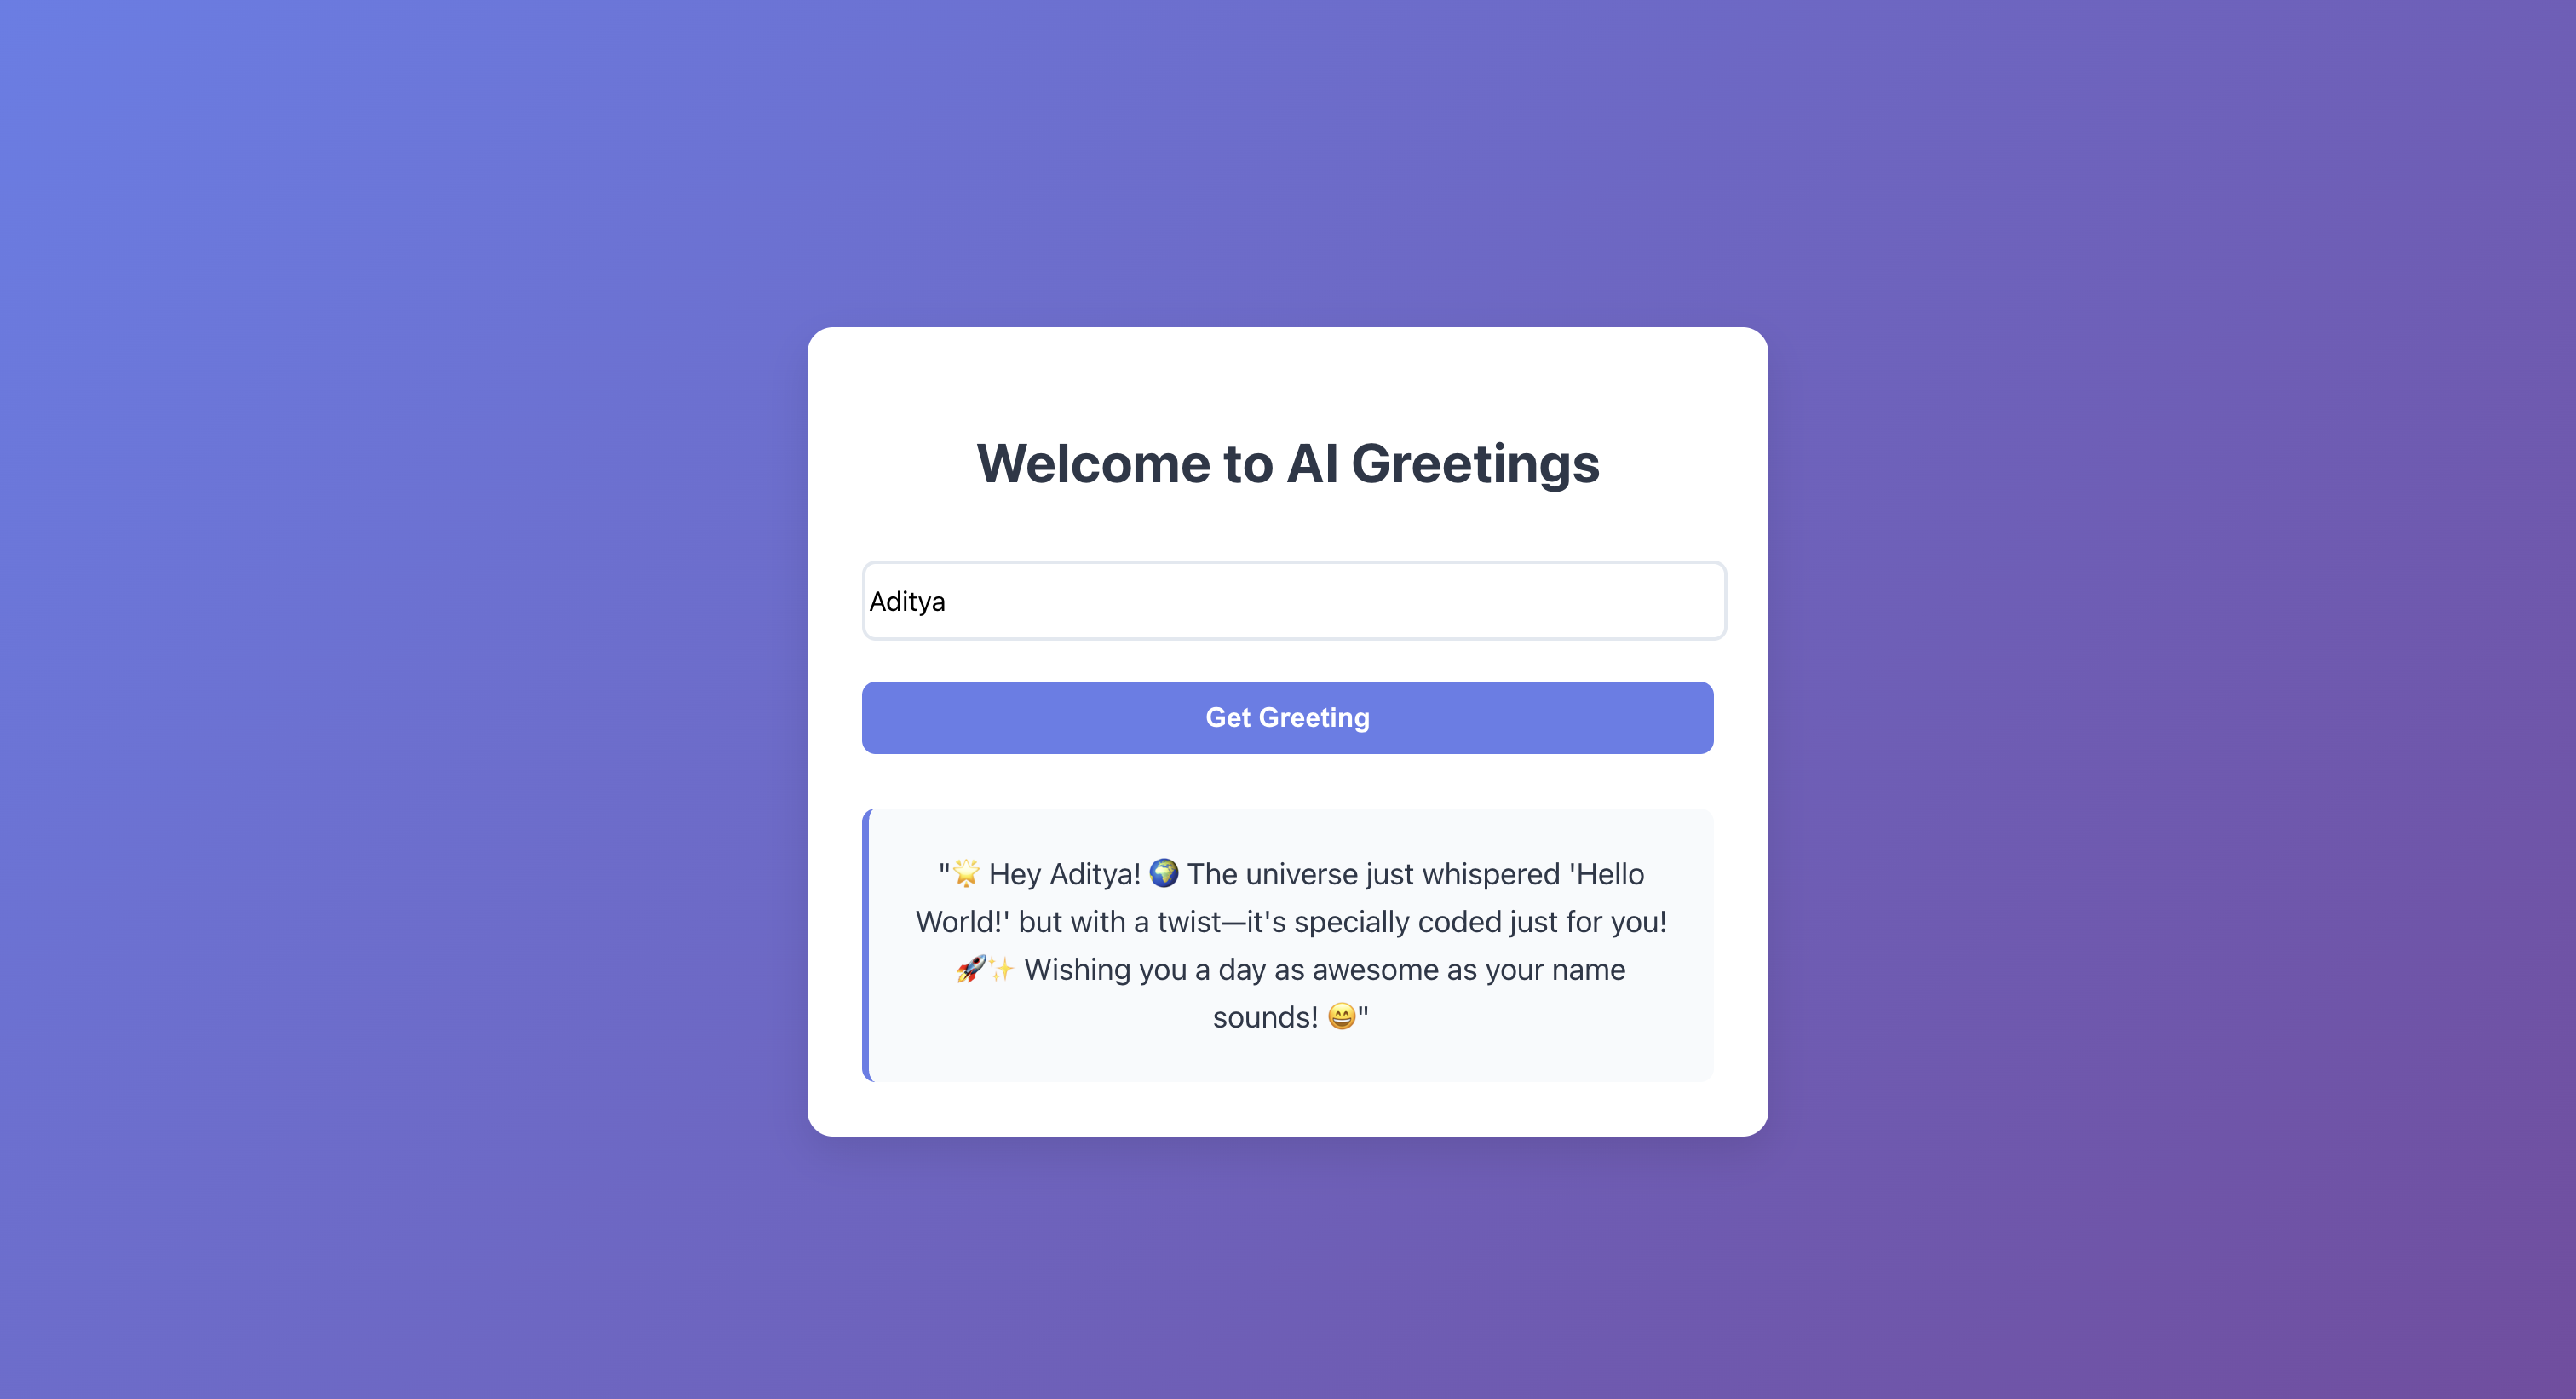 Welcome to AI Greetings
Aditya
Get Greeting
"🌟 Hey Aditya! 🌍 The universe just whispered 'Hello
World!' but with a twist—it's specially coded just for you!
🚀✨ Wishing you a day as awesome as your name
sounds! 😄"